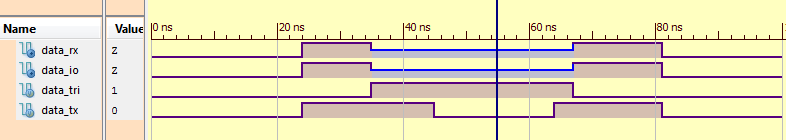 Name Value 0 ns 20 ns 40 ns 60 ns 80 ns
data_rx Z
data_io Z
data_tri 1
data_tx 0